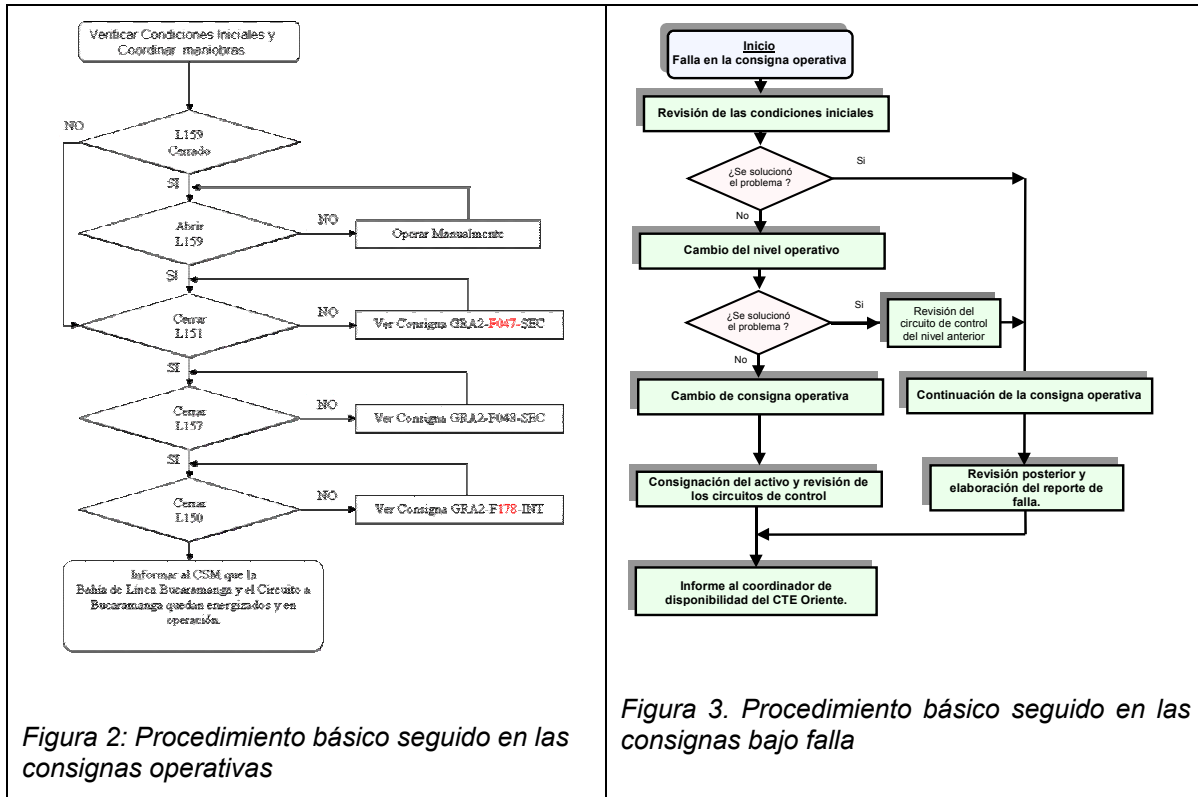 Verificar Condiciones Iniciales y
Coordinar maniobras
NO
L159
Cerrado
SI
Abrir
L159
NO
Operar Manualmente
SI
Cerrar
L151
NO
Ver Consigna GRA2-F047-SEC
SI
Cerrar
L157
NO
Ver Consigna GRA2-F048-SEC
SI
Cerrar
L150
NO
Ver Consigna GRA2-F178-INT
Informar al CSM que la
Bahía de Línea Bucaramanga y el Circuito a
Bucaramanga quedan energizados y en
operación.
Figura 2: Procedimiento básico seguido en las
consignas operativas
Inicio
Falla en la consigna operativa
Revisión de las condiciones iniciales
¿Se solucionó
el problema ?
Si
No
Cambio del nivel operativo
¿Se solucionó
el problema ?
Si
Revisión del
circuito de control
del nivel anterior
No
Cambio de consigna operativa
Continuación de la consigna operativa
Consignación del activo y revisión de
los circuitos de control
Revisión posterior y
elaboración del reporte de
falla.
Informe al coordinador de
disponibilidad del CTE Oriente.
Figura 3. Procedimiento básico seguido en las
consignas bajo falla